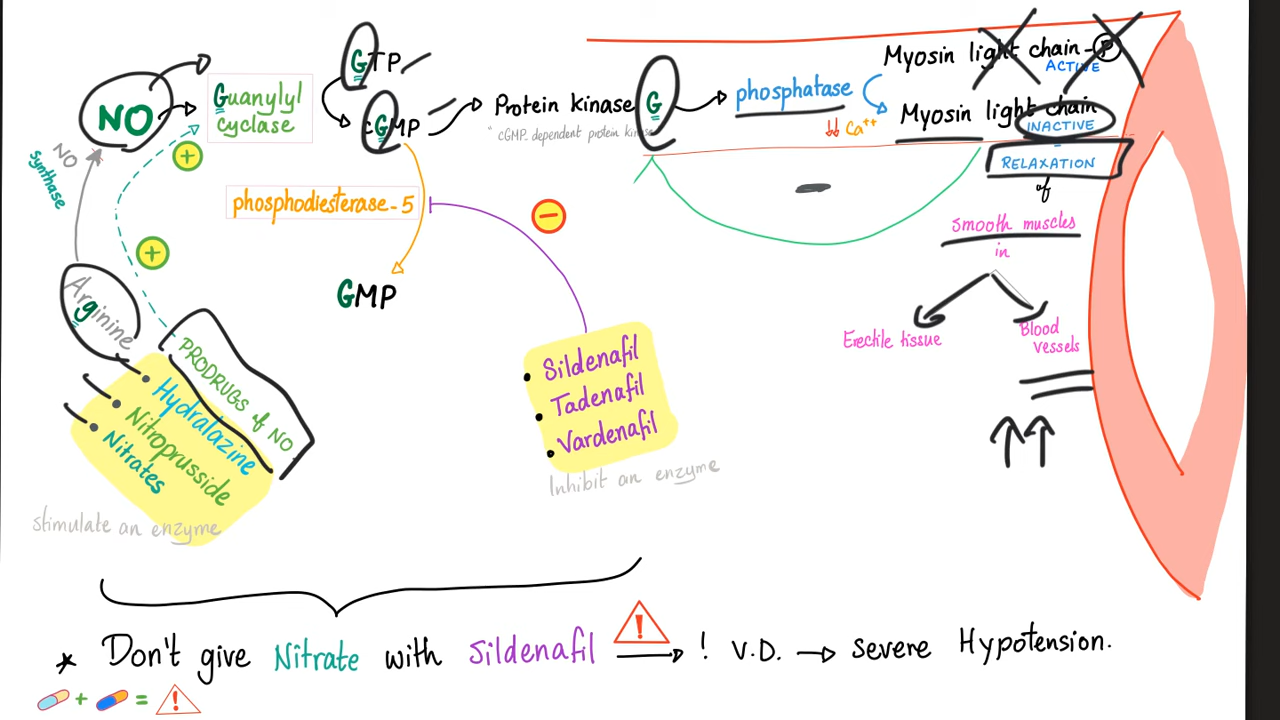 NO
NO
Synthase
Arginine
Guanylyl
cyclase
GTP
cGMP
phosphodiesterase-5
GMP
Protein kinase G
" cGMP. dependent protein kinase
phosphatase
Ca++
Myosin light chain-P
ACTIVE
Myosin light chain
INACTIVE
RELAXATION
of
Smooth muscles
in
Erectile tissue
Blood
vessels
PRODRUGS of NO
• Hydralazine
• Nitroprusside
• Nitrates
stimulate an enzyme
• Sildenafil
• Tadenafil
• Vardenafil
Inhibit an enzyme
* Don't give Nitrate with Sildenafil ! → ! V.D. → severe Hypotension.
+ = !